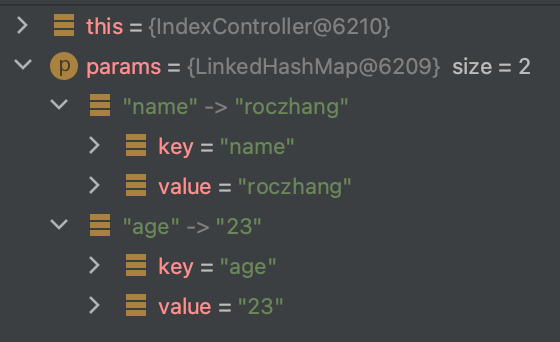 this = {IndexController@6210}
p params = {LinkedHashMap@6209} size = 2
"name" -> "roczhang"
key = "name"
value = "roczhang"
"age" -> "23"
key = "age"
value = "23"